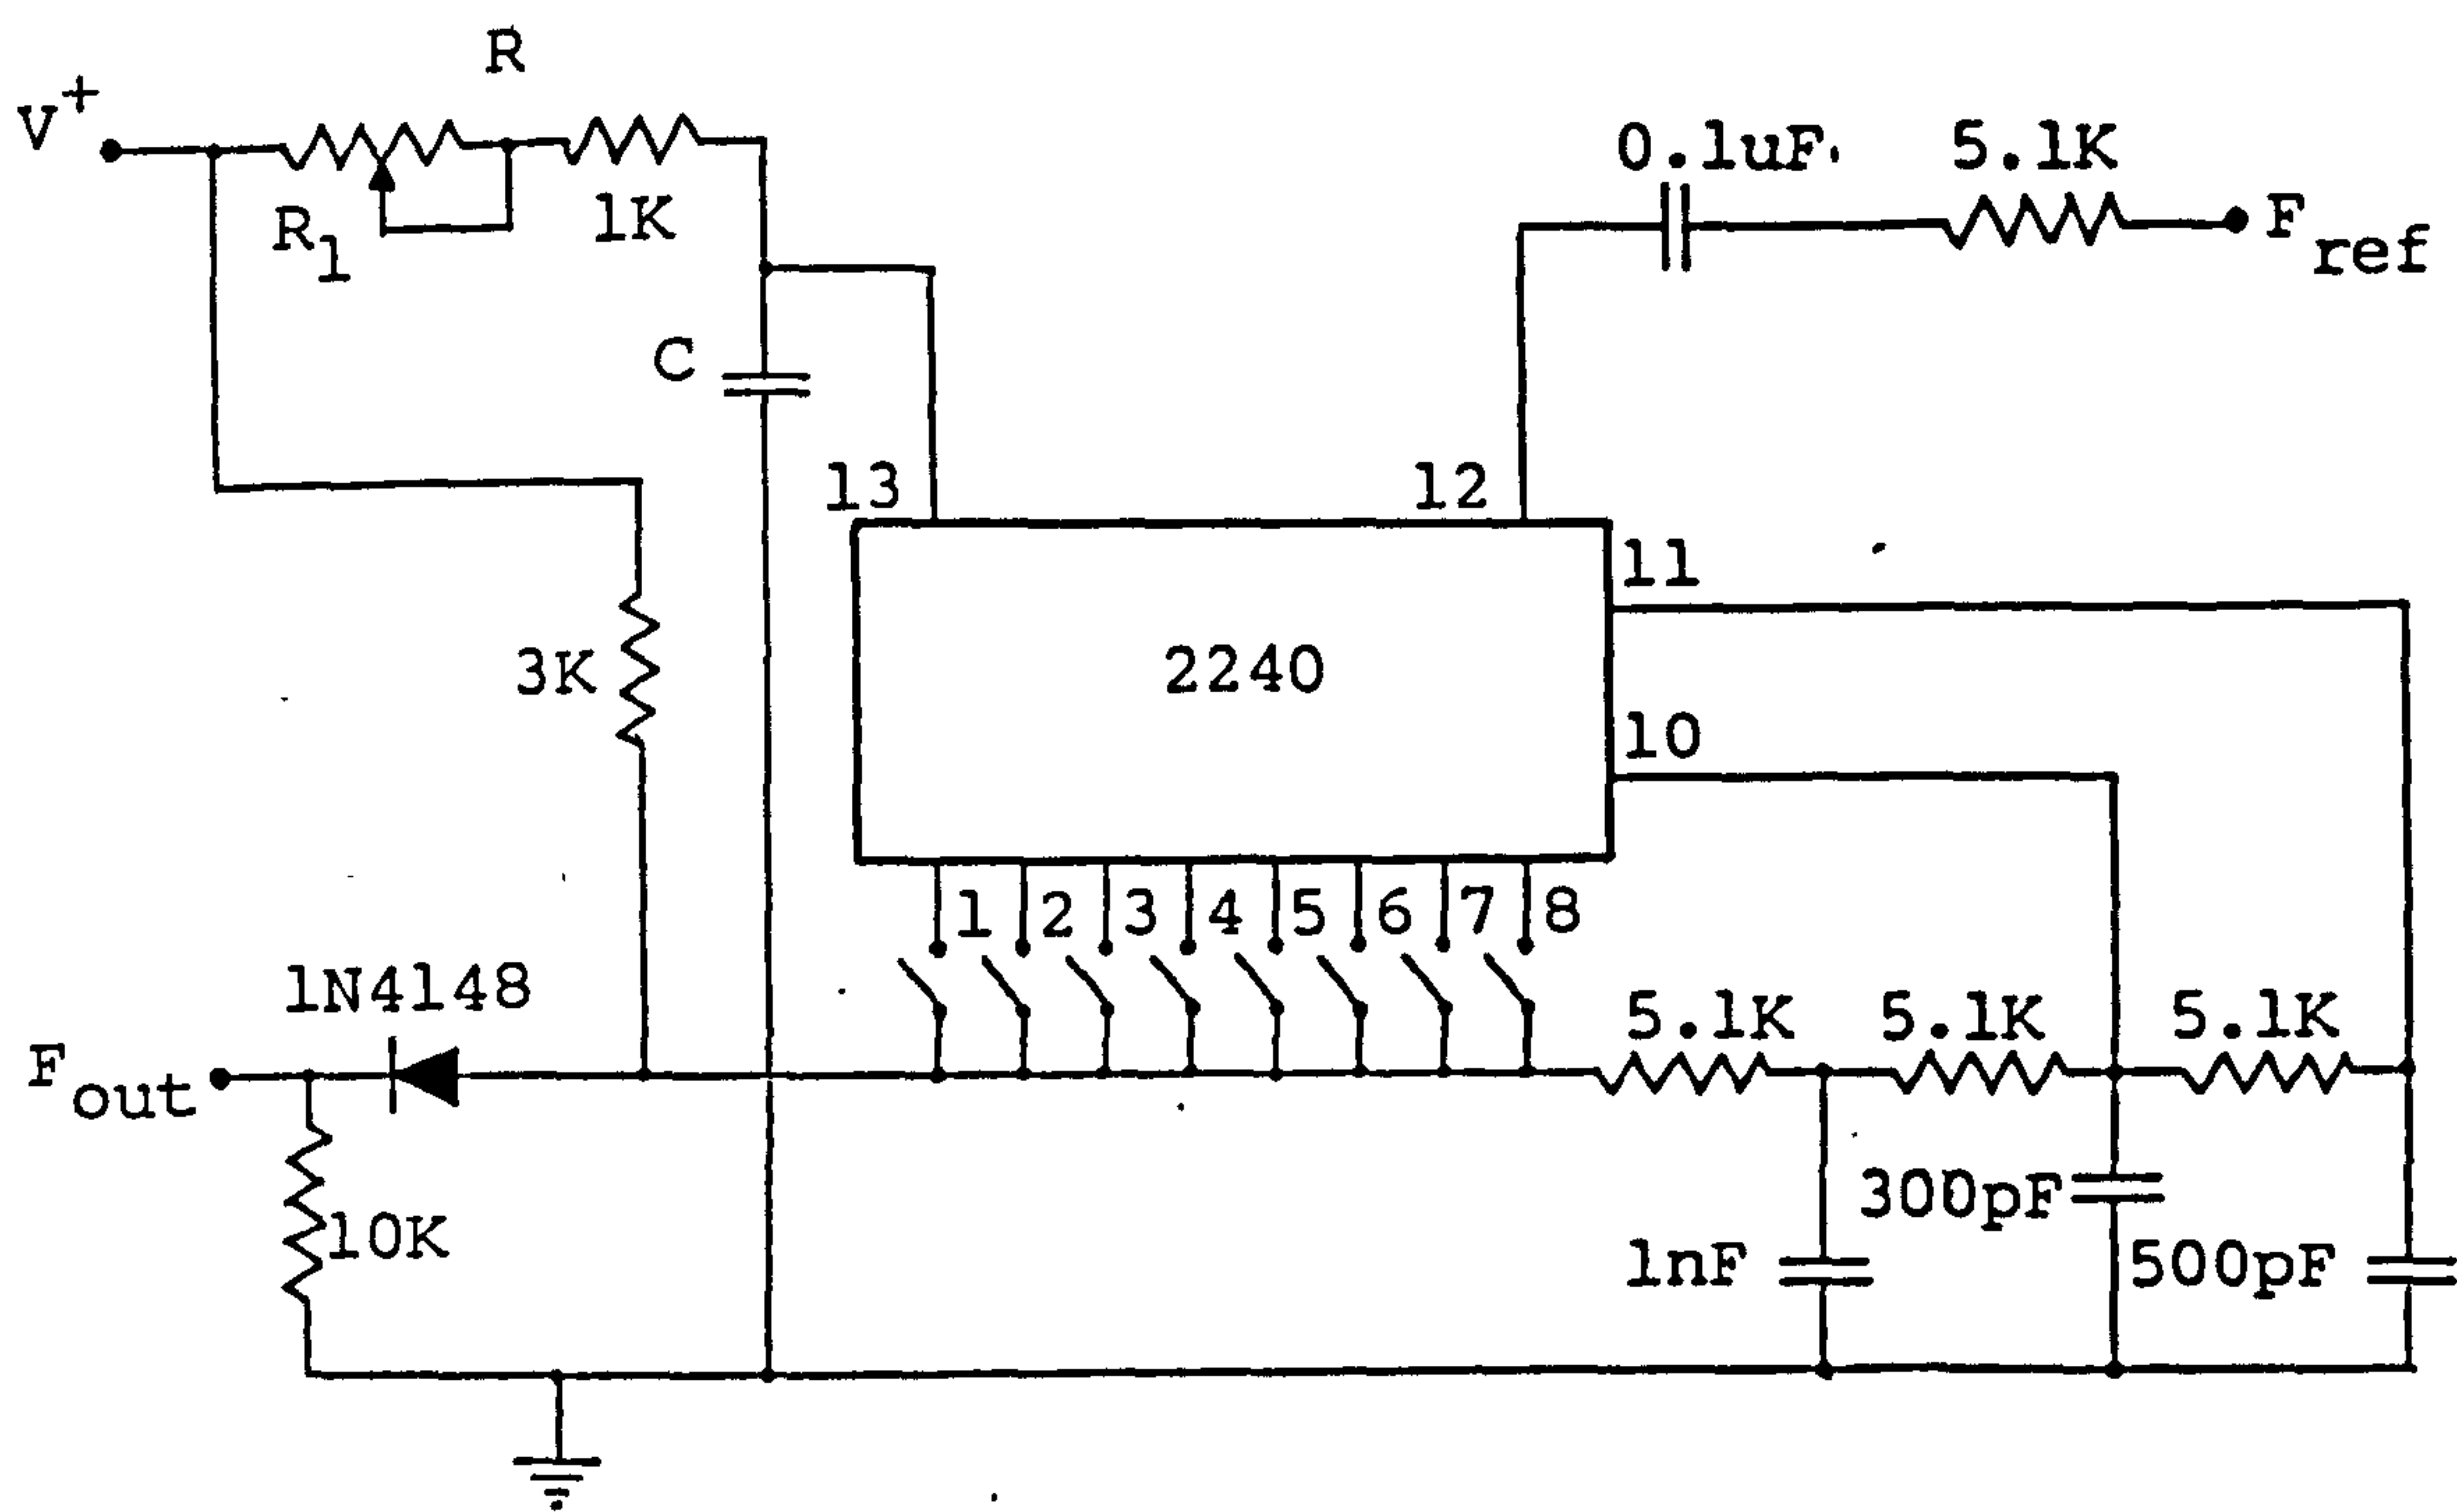 R
V+
R1
1K
0.1uF
5.1K
Fref
C
13
12
11
3K
2240
10
1 2 3 4 5 6 7 8
1N4148
5.1K 5.1K 5.1K
Fout
300pF
10K
1nF
500pF